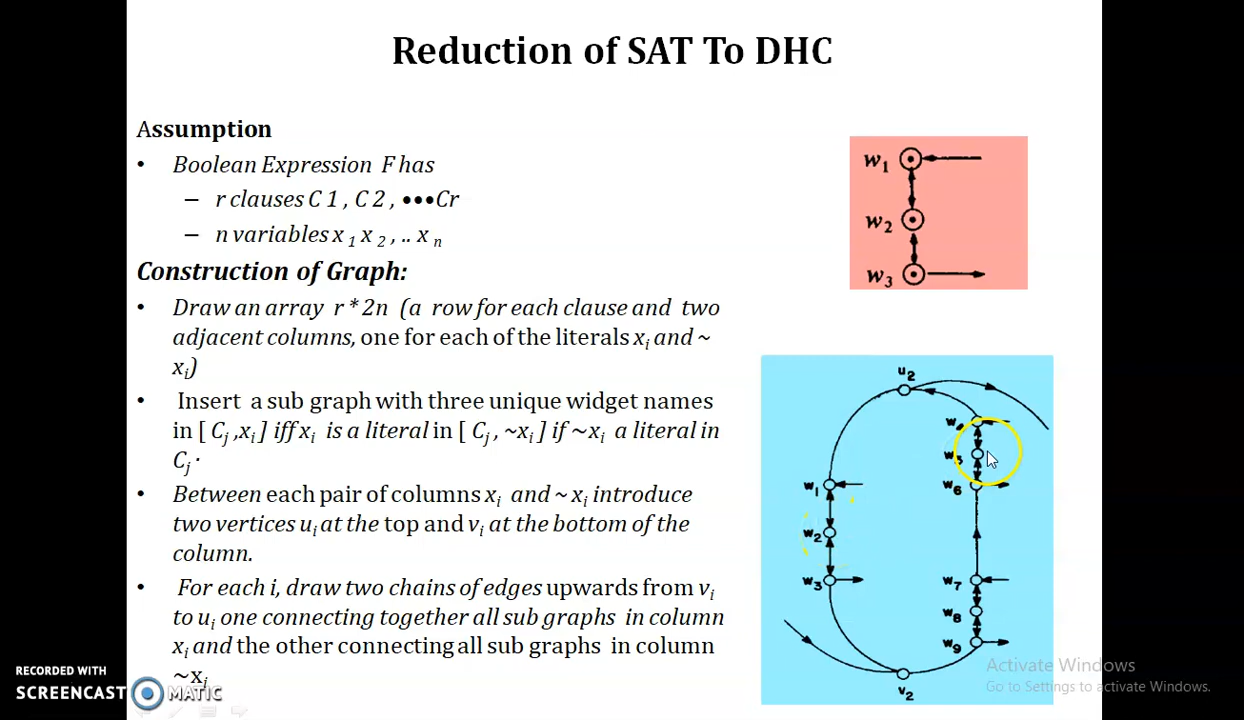 Reduction of SAT To DHC
Assumption
• Boolean Expression F has
– r clauses C 1 , C 2 , •••Cr
– n variables x 1 x 2 , .. x n
Construction of Graph:
• Draw an array r * 2n (a row for each clause and two
adjacent columns, one for each of the literals xi and ~
xi)
• Insert a sub graph with three unique widget names
in [ Cj ,xi ] iff xi is a literal in [ Cj , ~xi ] if ~xi a literal in
Cj ·
• Between each pair of columns xi and ~ xi introduce
two vertices ui at the top and vi at the bottom of the
column.
• For each i, draw two chains of edges upwards from vi
to ui one connecting together all sub graphs in column
xi and the other connecting all sub graphs in column
~xi
w1
w2
w3
u2
w1
w2
w3
w6
w7
w8
w9
v2
Activate Windows
Go to Settings to activate Windows.
RECORDED WITH
SCREENCAST MATIC